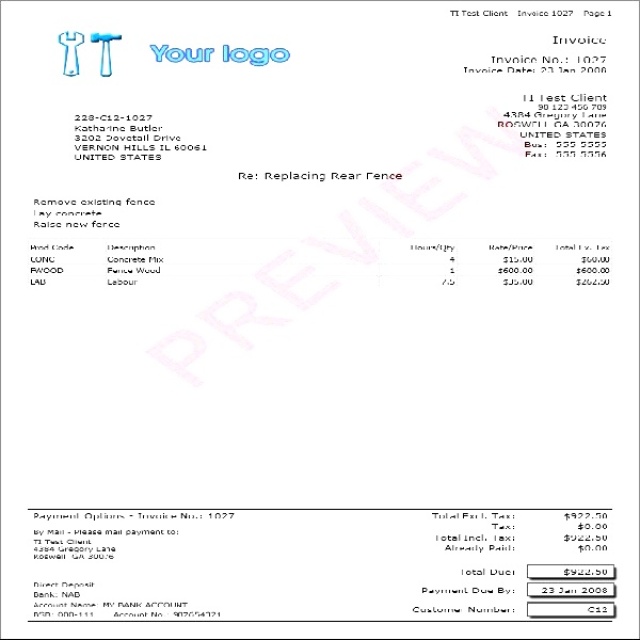 TI Test Client - Invoice 1027 - Page 1
Your logo
Invoice
Invoice No.: 1027
Invoice Date: 23 Jan 2008
TI Test Client
98 123 456 789
4384 Gregory Lane
ROSWELL GA 30076
UNITED STATES
Bus: 555 5555
Fax: 555 5556
228-C12-1027
Katharine Butler
3202 Dovetail Drive
VERNON HILLS IL 60061
UNITED STATES
Re: Replacing Rear Fence
Remove existing fence
Lay concrete
Raise new fence
Prod Code Description Hours/Qty Rate/Price Total Ex. Tax
CONC Concrete Mix 4 $15.00 $60.00
FWOOD Fence Wood 1 $600.00 $600.00
LAB Labour 7.5 $35.00 $262.50
PREVIEW
Payment Options - Invoice No.: 1027
By Mail - Please mail payment to:
TI Test Client
4384 Gregory Lane
Roswell GA 30076
Direct Deposit
Bank: NAB
Account Name: MY BANK ACCOUNT
BSB: 000-111 Account No.: 987654321
Total Excl. Tax: $922.50
Tax: $0.00
Total Incl. Tax: $922.50
Already Paid: $0.00
Total Due: $922.50
Payment Due By: 23 Jan 2008
Customer Number: C12